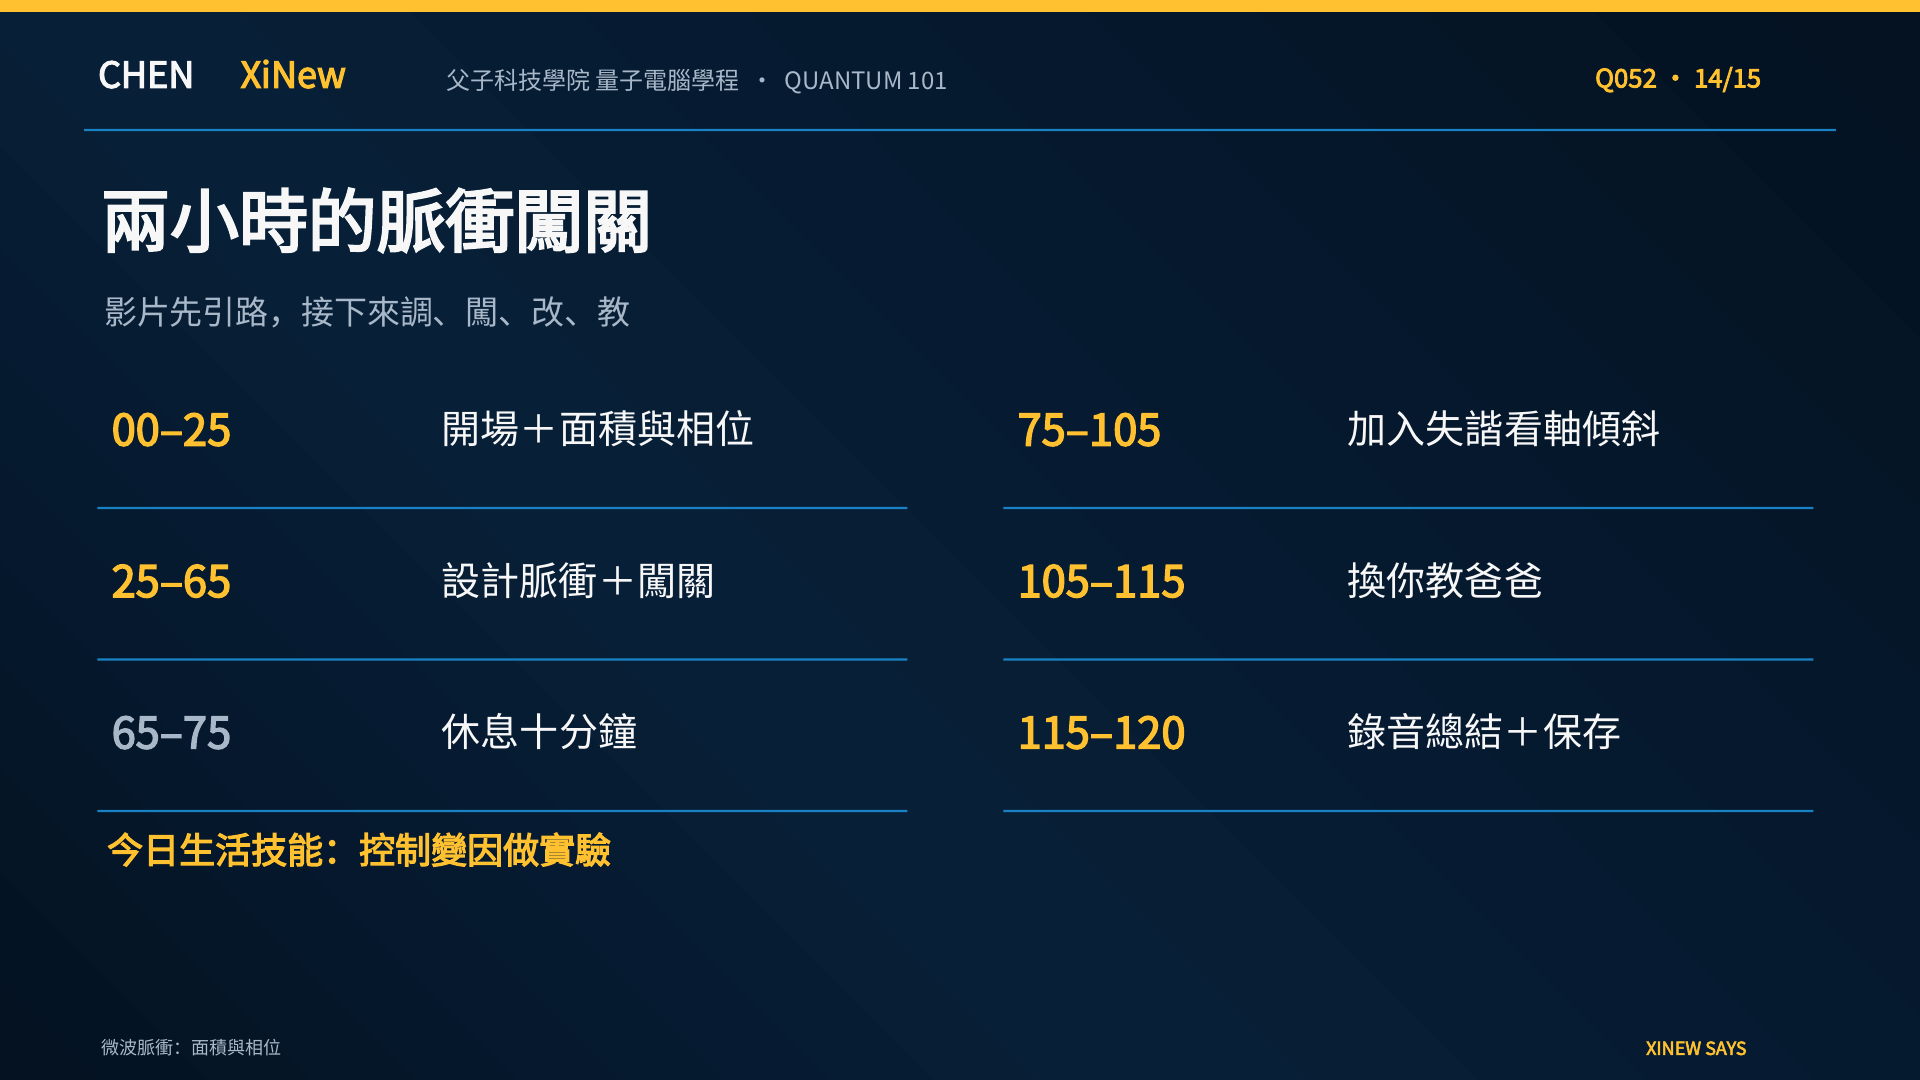 CHEN XiNew 父子科技學院 量子電腦學程 · QUANTUM 101 Q052 · 14/15
兩小時的脈衝闖關
影片先引路，接下來調、闖、改、教
00–25 開場＋面積與相位
25–65 設計脈衝＋闖關
65–75 休息十分鐘
75–105 加入失諧看軸傾斜
105–115 換你教爸爸
115–120 錄音總結＋保存
今日生活技能：控制變因做實驗
微波脈衝：面積與相位 XINEW SAYS